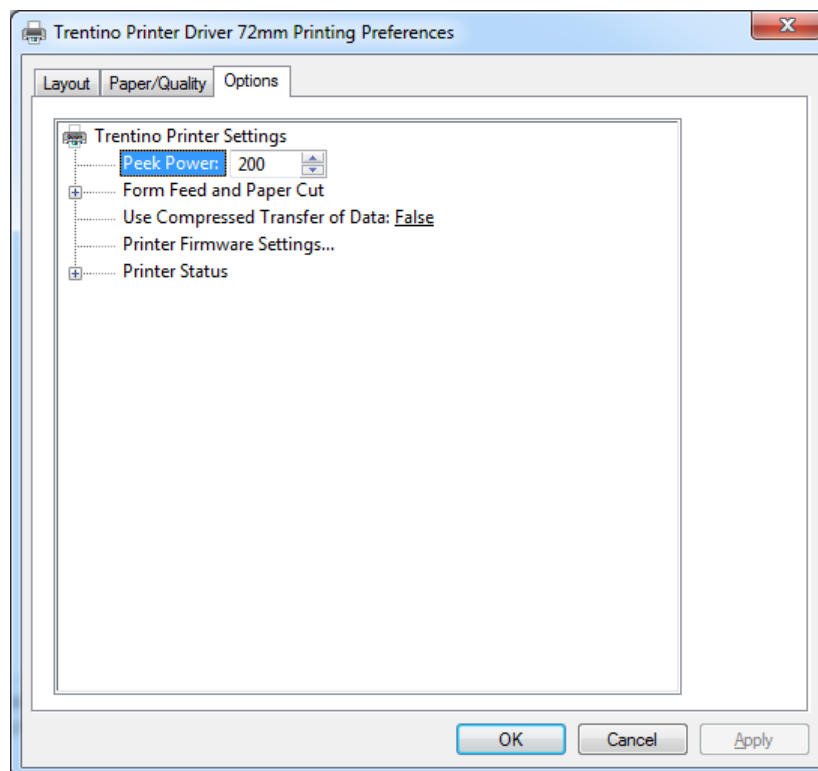 Trentino Printer Driver 72mm Printing Preferences
Layout Paper/Quality Options
Trentino Printer Settings
Peek Power: 200
Form Feed and Paper Cut
Use Compressed Transfer of Data: False
Printer Firmware Settings...
Printer Status
OK Cancel Apply